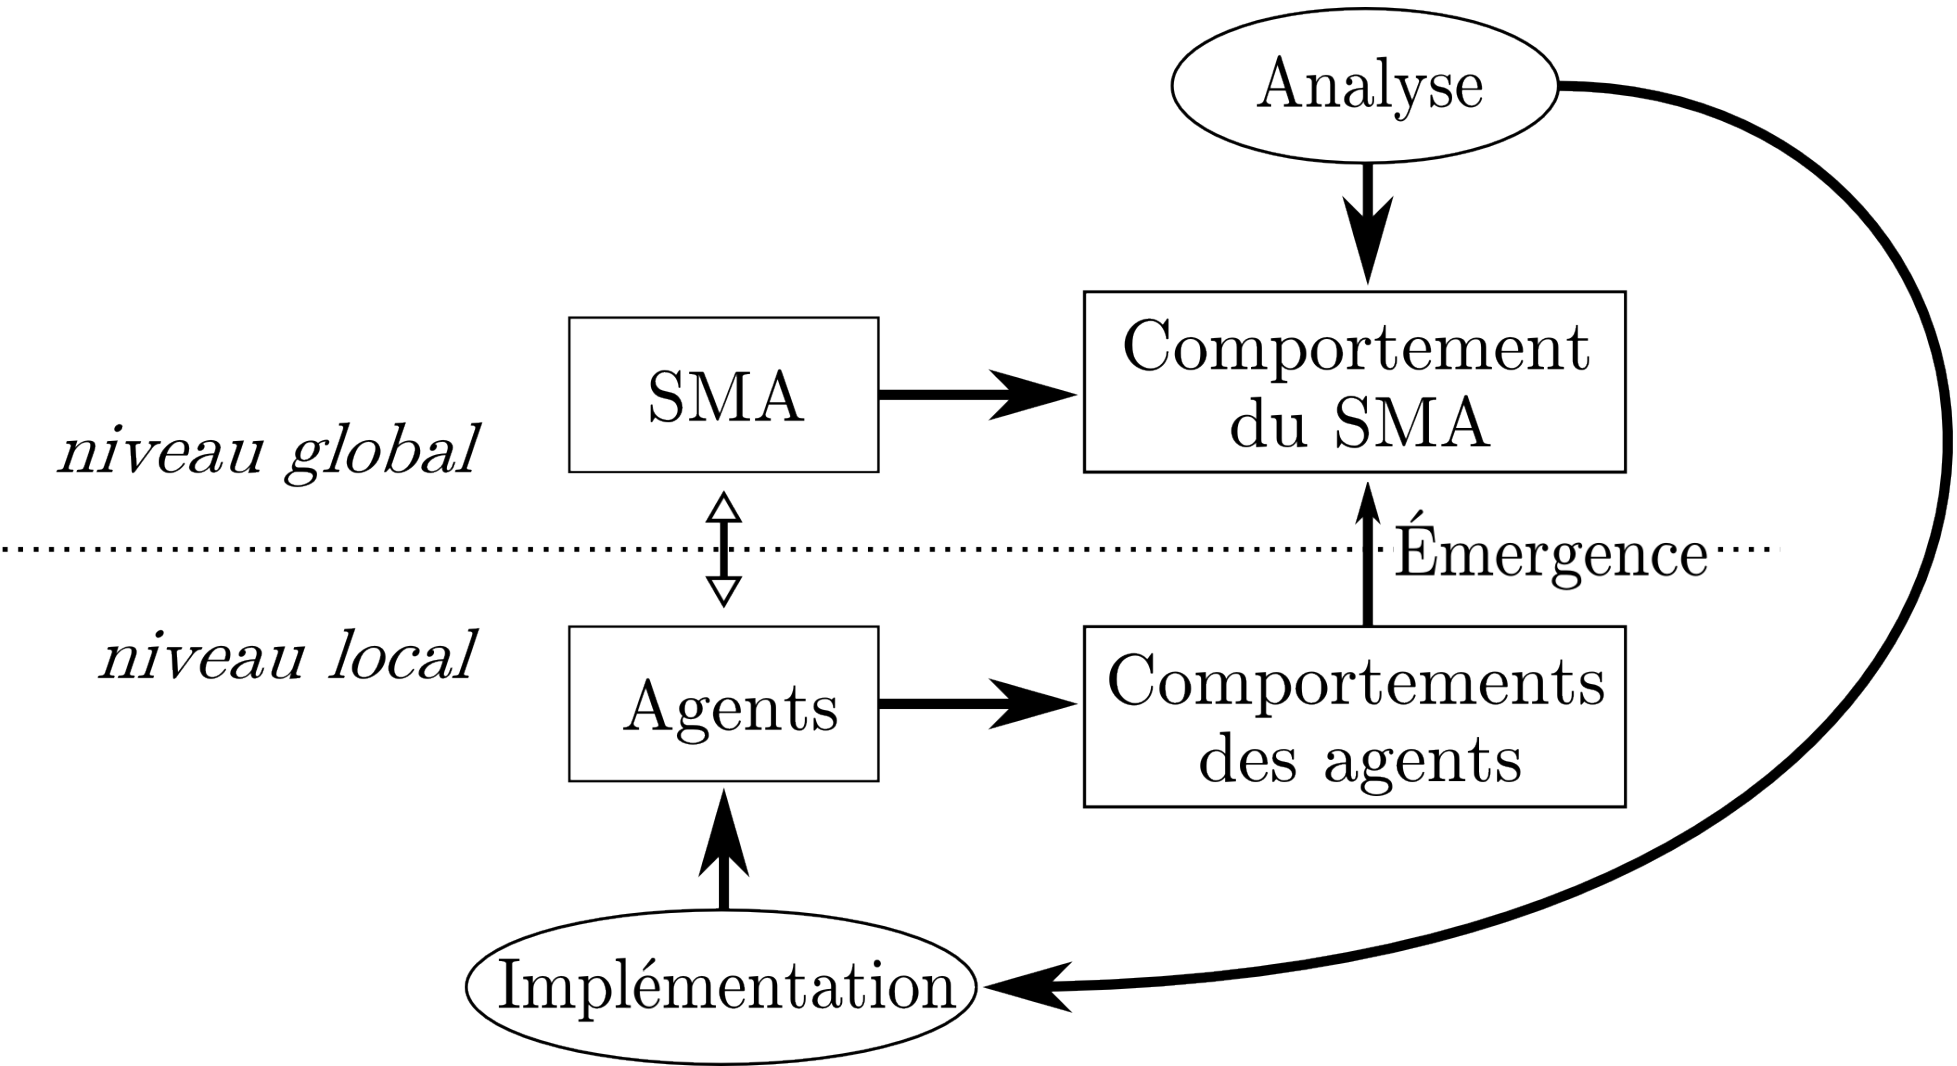 Analyse
Comportement
du SMA
SMA
niveau global
Émergence
niveau local
Agents
Comportements
des agents
Implémentation